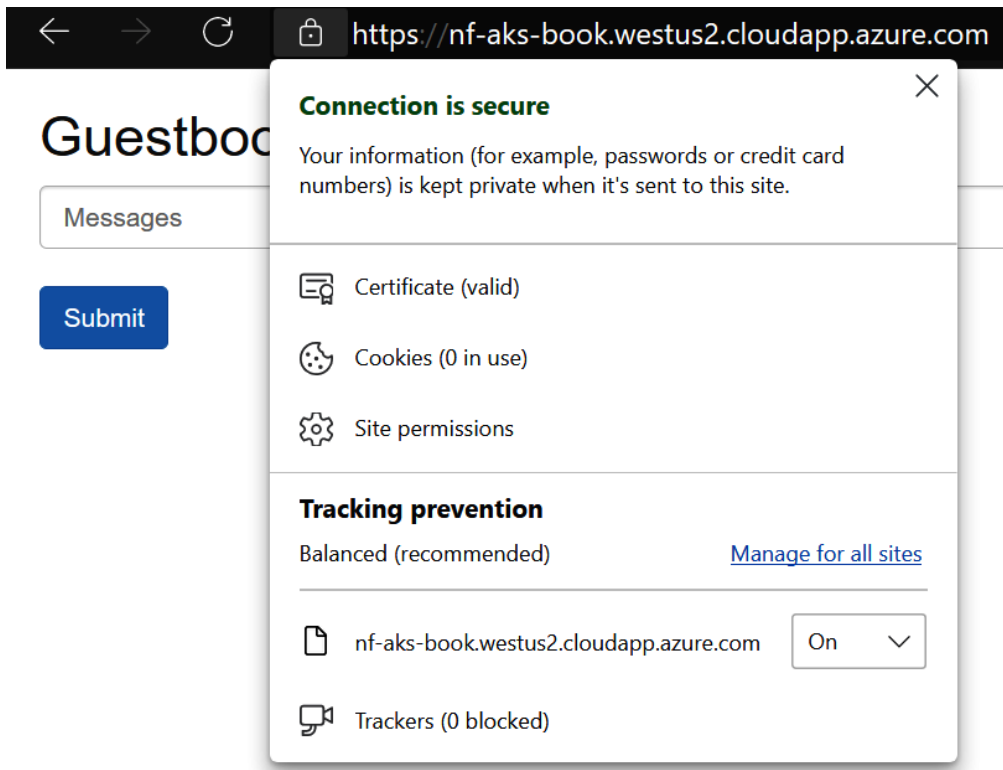 https://nf-aks-book.westus2.cloudapp.azure.com
Guestboo
Messages
Submit
Connection is secure
Your information (for example, passwords or credit card
numbers) is kept private when it's sent to this site.
Certificate (valid)
Cookies (0 in use)
Site permissions
Tracking prevention
Balanced (recommended) Manage for all sites
nf-aks-book.westus2.cloudapp.azure.com On
Trackers (0 blocked)